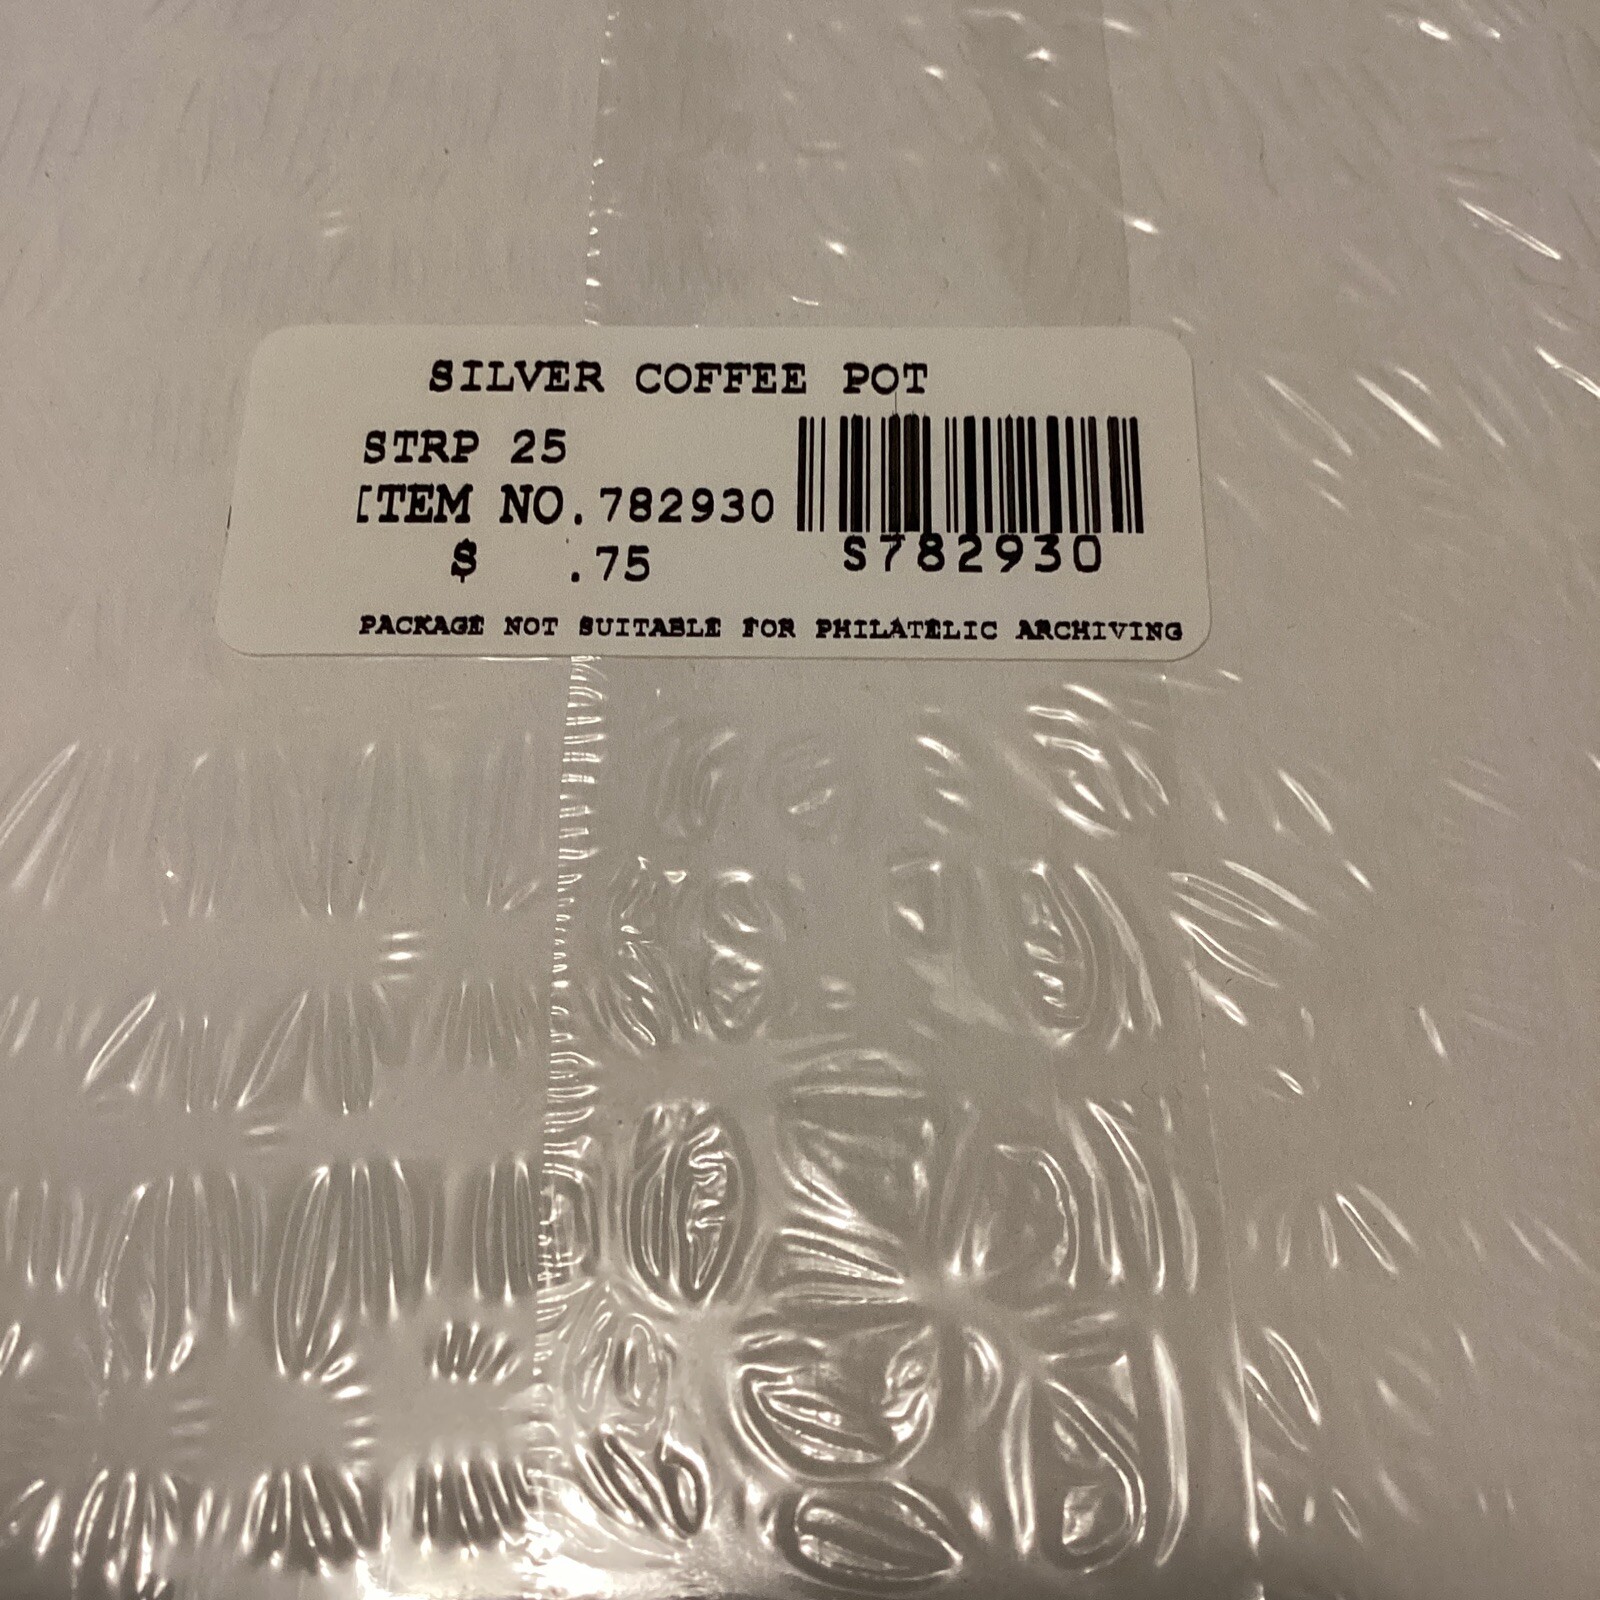 SILVER COFFEE POT
STRP 25
ITEM NO. 782930
$ .75
S782930
PACKAGE NOT SUITABLE FOR PHILATELIC ARCHIVING